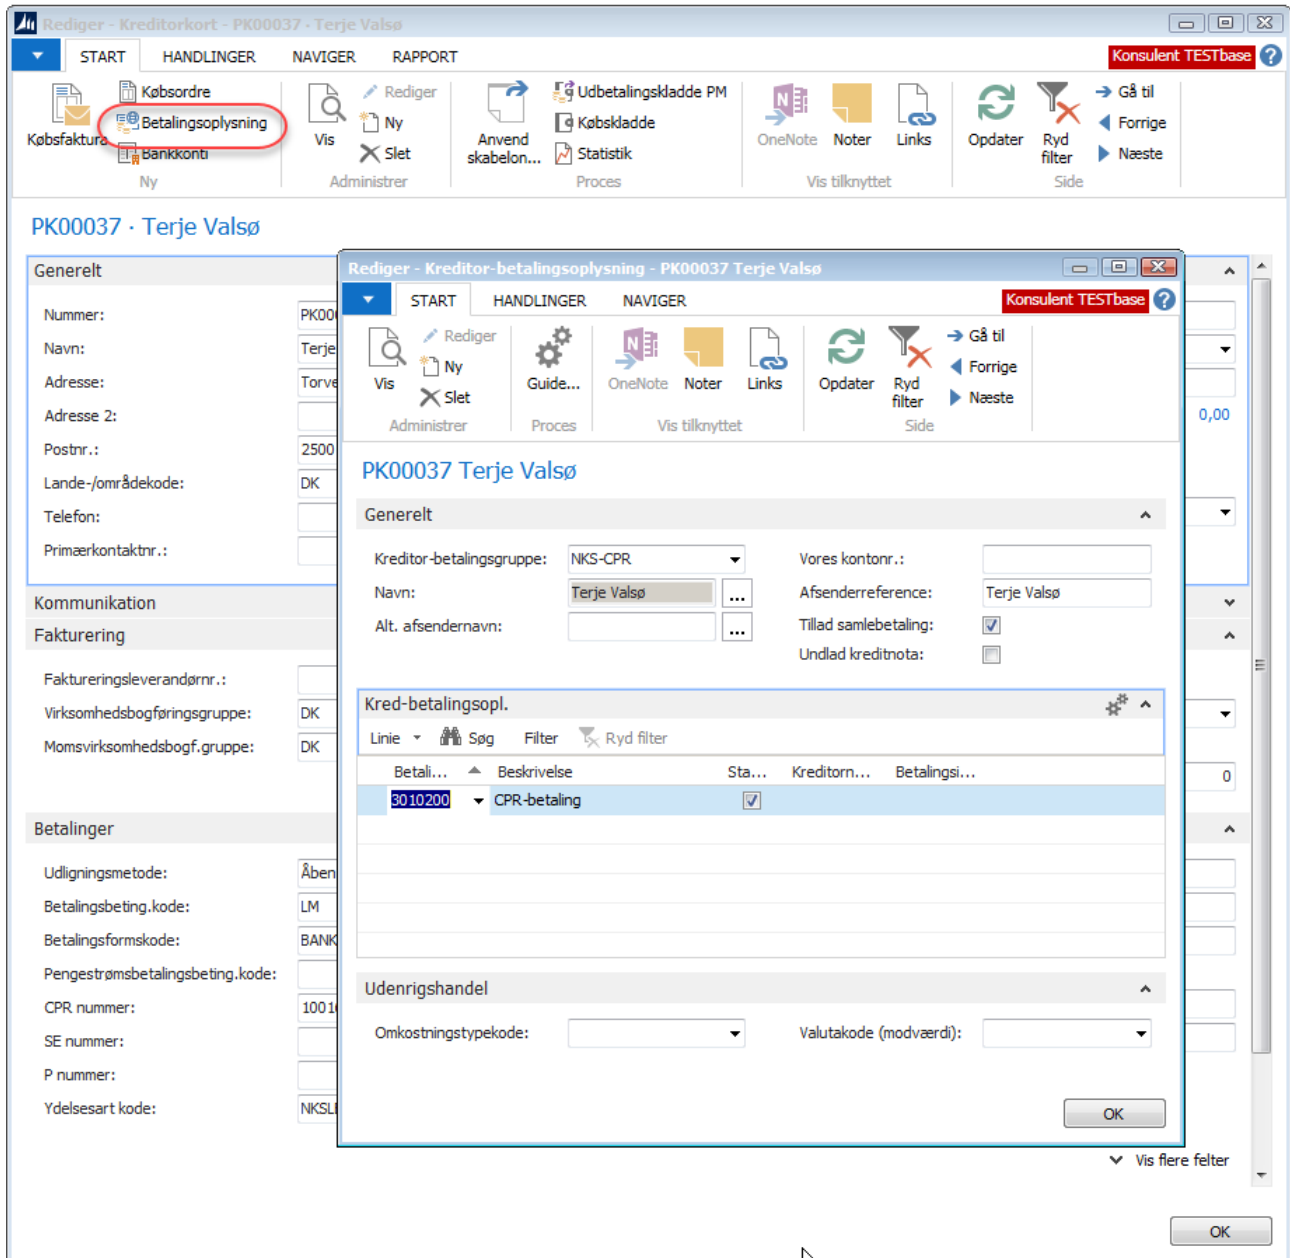 Rediger - Kreditorkort - PK00037 · Terje Valsø
START HANDLINGER NAVIGER RAPPORT Konsulent TESTbase ?
Købsfaktura
Købsordre
Betalingsoplysning
Bankkonti
Ny
Vis
Rediger
Ny
Slet
Administrer
Anvend
skabelon...
Udbetalingskladde PM
Købskladde
Statistik
Proces
OneNote Noter Links
Vis tilknyttet
Opdater
Ryd
filter
Gå til
Forrige
Næste
Side
PK00037 · Terje Valsø
Generelt
Nummer: PK000
Navn: Terje
Adresse: Torve
Adresse 2:
0,00
Postnr.: 2500
Lande-/områdekode: DK
Telefon:
Primærkontaktnr.:
Kommunikation
Fakturering
Faktureringsleverandørnr.:
Virksomhedsbogføringsgruppe: DK
Momsvirksomhedsbogf.gruppe: DK
0
Betalinger
Udligningsmetode: Åben
Betalingsbeting.kode: LM
Betalingsformskode: BANK
Pengestrømsbetalingsbeting.kode:
CPR nummer: 1001
SE nummer:
P nummer:
Ydelsesart kode: NKSL
Vis flere felter
OK
Rediger - Kreditor-betalingsoplysning - PK00037 Terje Valsø
START HANDLINGER NAVIGER Konsulent TESTbase ?
Vis
Rediger
Ny
Slet
Administrer
Guide...
Proces
OneNote Noter Links
Vis tilknyttet
Opdater
Ryd
filter
Gå til
Forrige
Næste
Side
PK00037 Terje Valsø
Generelt
Kreditor-betalingsgruppe: NKS-CPR Vores kontonr.:
Navn: Terje Valsø ... Afsenderreference: Terje Valsø
Alt. afsendernavn: ... Tillad samlebetaling:
Undlad kreditnota:
Kred-betalingsopl.
Linie Søg Filter Ryd filter
Betali... Beskrivelse Sta... Kreditorn... Betalingsi...
3010200 CPR-betaling
Udenrigshandel
Omkostningstypekode: Valutakode (modværdi):
OK